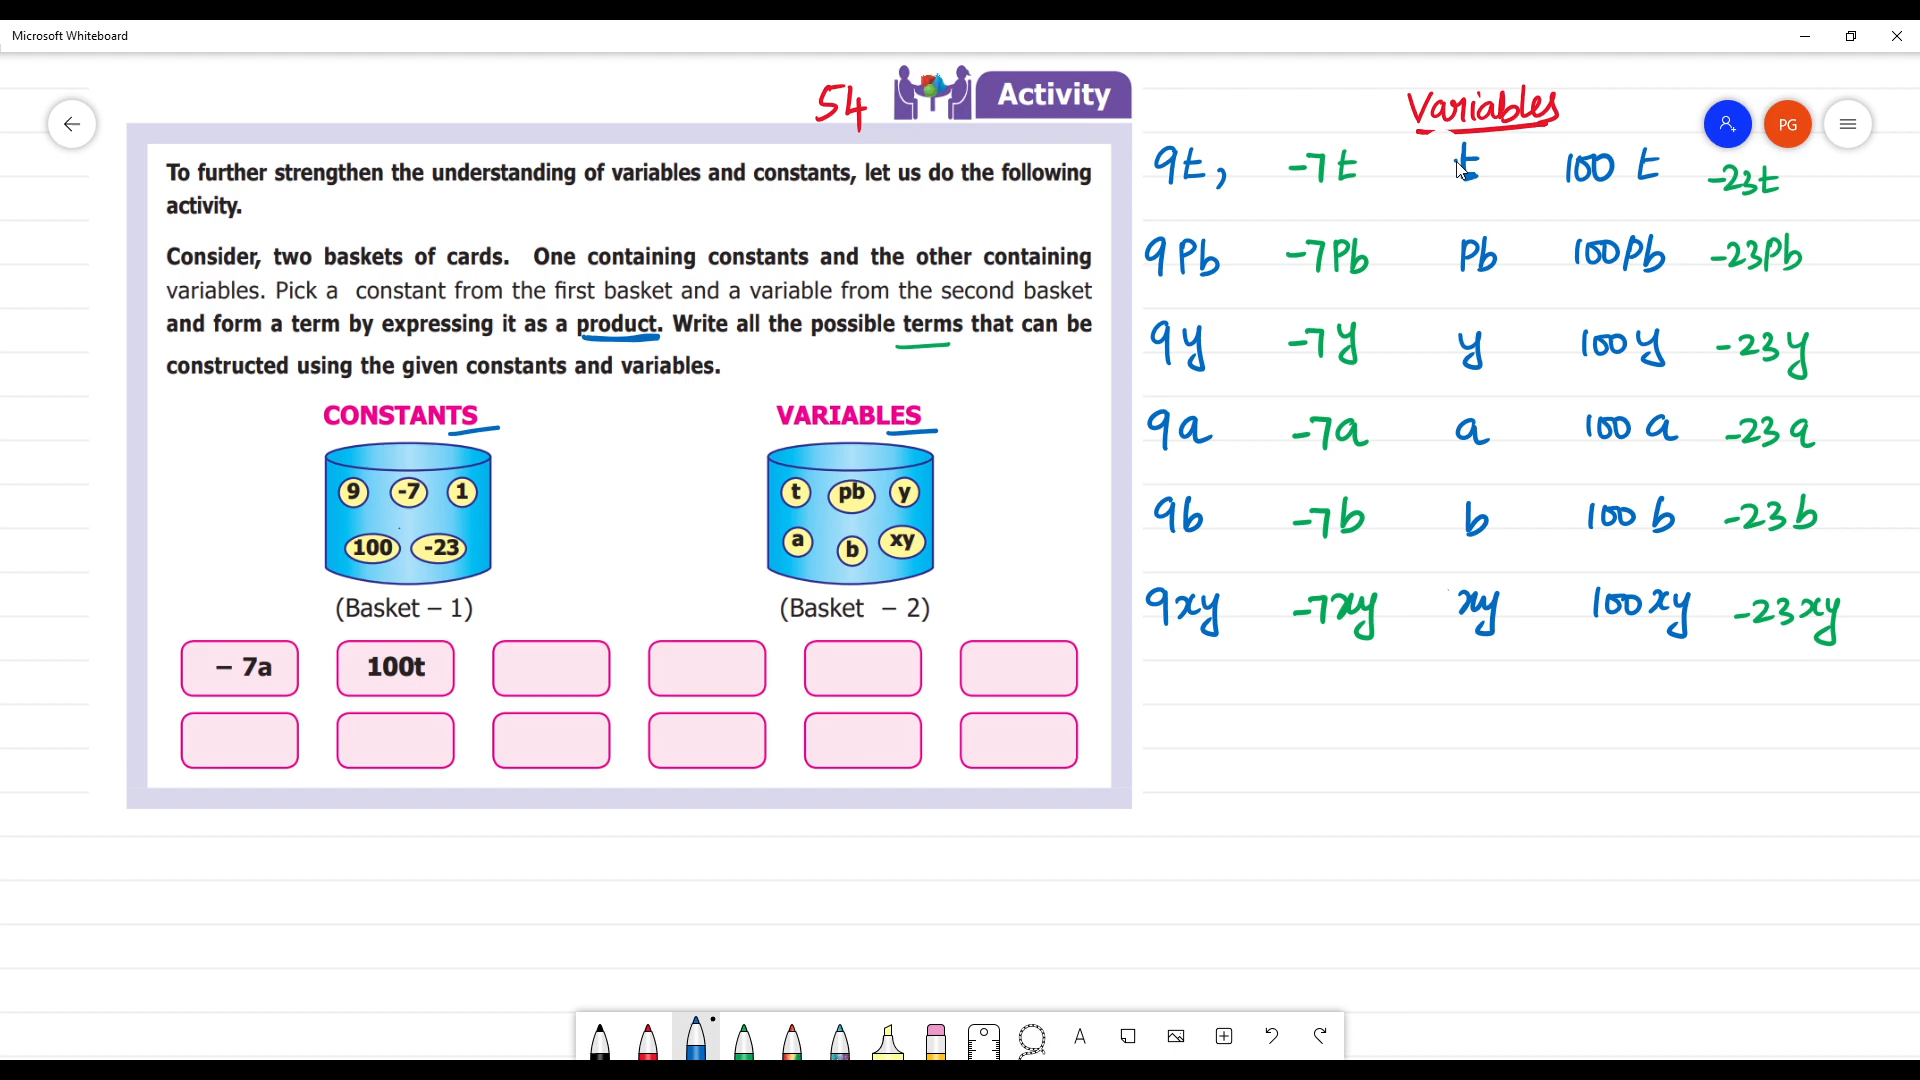 Microsoft Whiteboard
54
Activity
To further strengthen the understanding of variables and constants, let us do the following
activity.
Consider, two baskets of cards. One containing constants and the other containing
variables. Pick a constant from the first basket and a variable from the second basket
and form a term by expressing it as a product. Write all the possible terms that can be
constructed using the given constants and variables.
CONSTANTS VARIABLES
9 -7 1
100 -23
t pb y
a b xy
(Basket – 1) (Basket – 2)
– 7a 100t
Variables
PG
9t, -7t t 100 t -23t
9Pb -7Pb Pb 100Pb -23Pb
9y -7y y 100y -23y
9a -7a a 100 a -23 a
9b -7b b 100 b -23 b
9xy -7xy xy 100xy -23xy
A